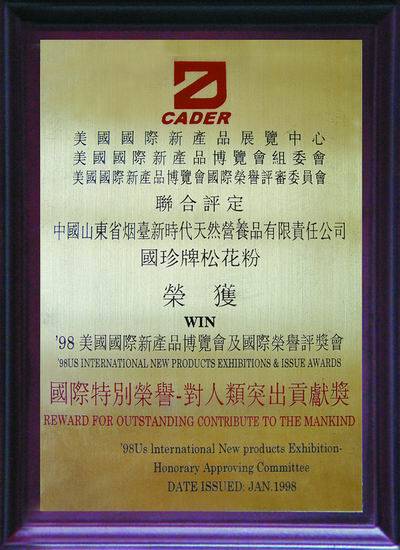 CADER
美國國際新產品展覽中心
美國國際新產品博覽會組委會
美國國際新產品博覽會國際榮譽評審委員會
聯合評定
中國山東省烟臺新時代天然營養品有限責任公司
國珍牌松花粉
榮獲
WIN
'98美國國際新產品博覽會及國際榮譽評獎會
'98US INTERNATIONAL NEW PRODUCTS EXHIBITIONS & ISSUE AWARDS
國際特別榮譽-對人類突出貢獻獎
REWARD FOR OUTSTANDING CONTRIBUTE TO THE MANKIND
'98Us lnternational New products Exhibition-
Honorary Approving Committee
DATE ISSUED: JAN.1998